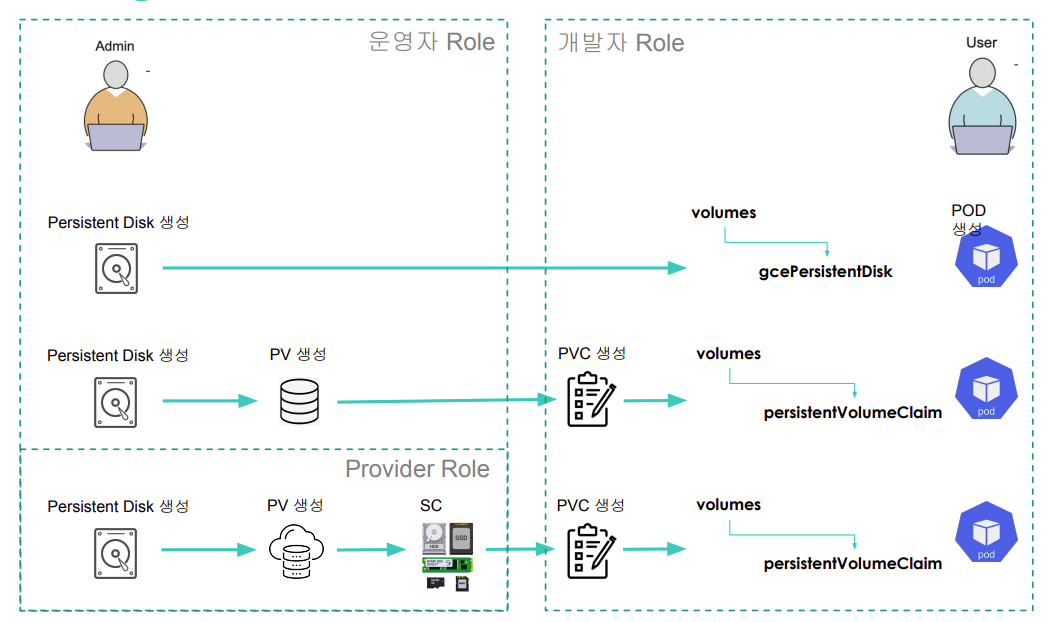 Admin
운영자 Role
개발자 Role
User
-
-
Persistent Disk 생성
volumes
gcePersistentDisk
POD
생성
pod
Persistent Disk 생성
PV 생성
PVC 생성
volumes
persistentVolumeClaim
pod
Provider Role
Persistent Disk 생성
PV 생성
SC
HDD
SSD
PVC 생성
volumes
persistentVolumeClaim
pod